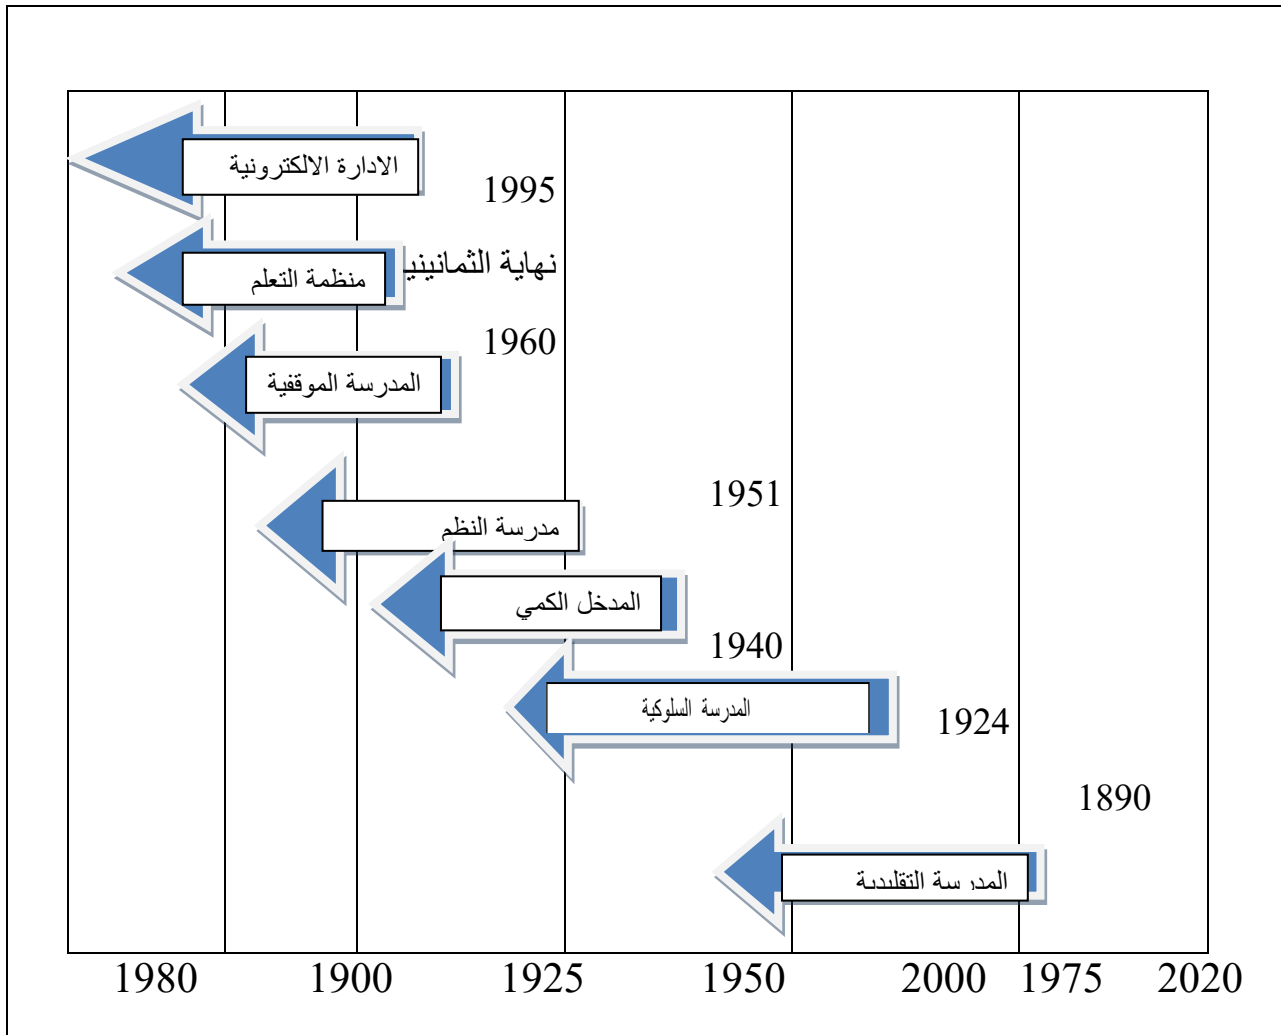 الادارة الالكترونية
1995
نهاية الثمانيني
منظمة التعلم
1960
المدرسة الموقفية
1951
مدرسة النظم
المدخل الكمي
1940
المدرسة السلوكية
1924
1890
المدرسة التقليدية
1980 1900 1925 1950 2000 1975 2020